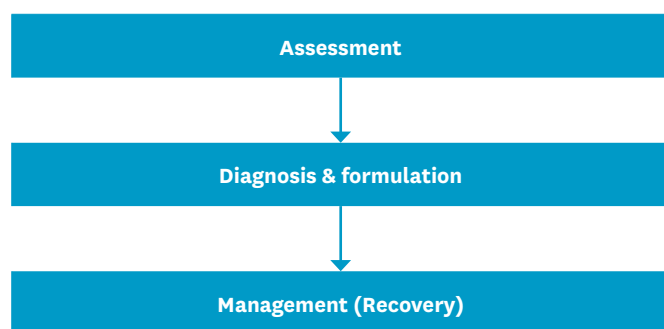 Assessment
Diagnosis & formulation
Management (Recovery)